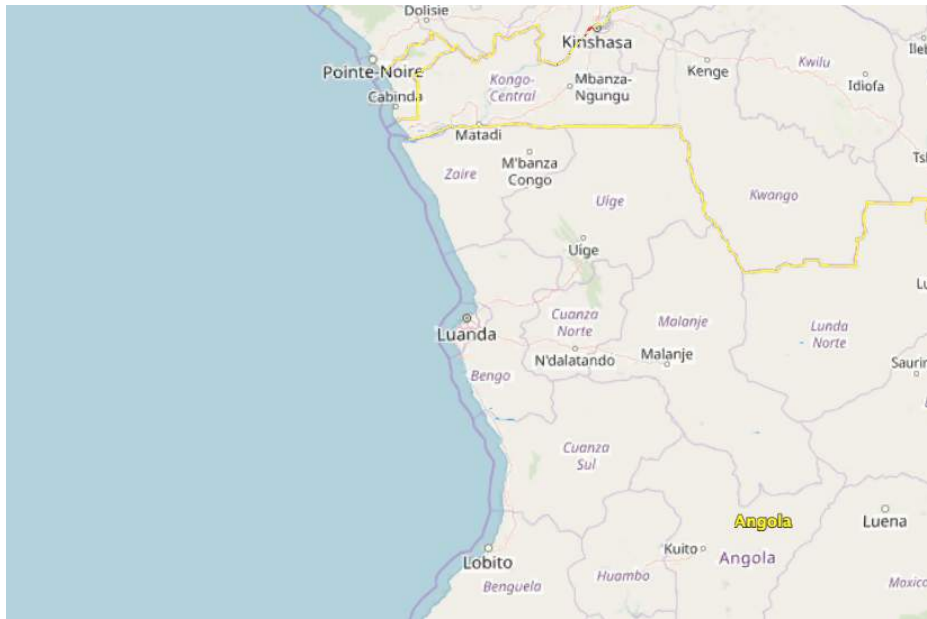 Dolisie
Kinshasa
Pointe-Noire
Kenge
Kwilu
Idiofa
Kongo-
Central
Mbanza-
Ngungu
Cabinda
Matadi
M'banza
Congo
Zaire
Uíge
Kwango
Uíge
Luanda
Cuanza
Norte
Malanje
Lunda
Norte
N'dalatando
Malanje
Bengo
Cuanza
Sul
Angola
Luena
Lobito
Kuito
Angola
Benguela
Huambo